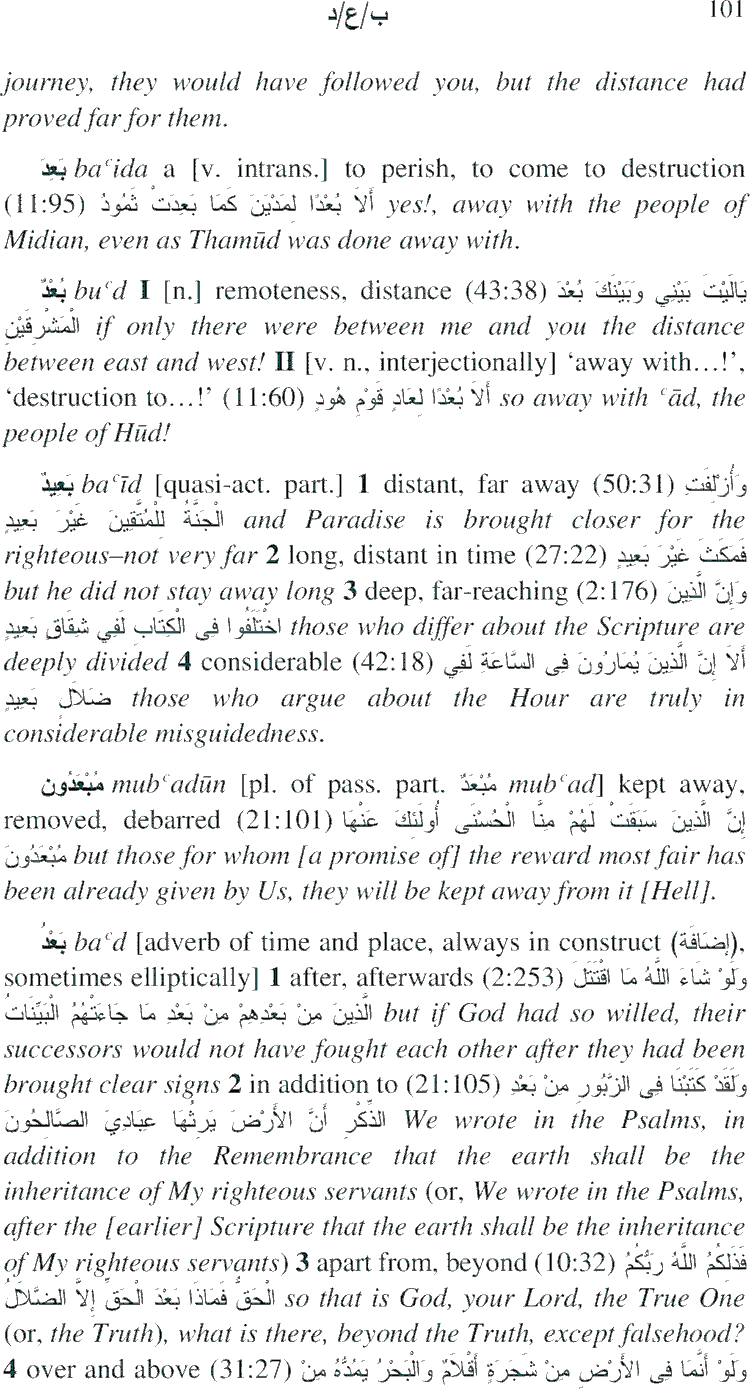 ب/ع/د 101
journey, they would have followed you, but the distance had
proved far for them.
بَعِدَ baʿida a [v. intrans.] to perish, to come to destruction
(11:95) أَلاَ بُعْدًا لِمَدْيَنَ كَمَا بَعِدَتْ ثَمُودُ yes!, away with the people of
Midian, even as Thamūd was done away with.
بُعْدٌ buʿd I [n.] remoteness, distance (43:38) يَالَيْتَ بَيْنِي وَبَيْنَكَ بُعْدَ
الْمَشْرِقَيْنِ if only there were between me and you the distance
between east and west! II [v. n., interjectionally] ‘away with...!’,
‘destruction to...!’ (11:60) أَلاَ بُعْدًا لِعَادٍ قَوْمِ هُودٍ so away with ʿād, the
people of Hūd!
بَعِيدٌ baʿīd [quasi-act. part.] 1 distant, far away (50:31) وَأُزْلِفَتِ
الْجَنَّةُ لِلْمُتَّقِينَ غَيْرَ بَعِيدٍ and Paradise is brought closer for the
righteous–not very far 2 long, distant in time (27:22) فَمَكَثَ غَيْرَ بَعِيدٍ
but he did not stay away long 3 deep, far-reaching (2:176) وَإِنَّ الَّذِينَ
اخْتَلَفُوا فِى الْكِتَابِ لَفِي شِقَاقٍ بَعِيدٍ those who differ about the Scripture are
deeply divided 4 considerable (42:18) أَلاَ إِنَّ الَّذِينَ يُمَارُونَ فِى السَّاعَةِ لَفِي
ضَلاَلٍ بَعِيدٍ those who argue about the Hour are truly in
considerable misguidedness.
مُبْعَدُون mubʿadūn [pl. of pass. part. مُبْعَدٌ mubʿad] kept away,
removed, debarred (21:101) إِنَّ الَّذِينَ سَبَقَتْ لَهُمْ مِنَّا الْحُسْنَى أُولَئِكَ عَنْهَا
مُبْعَدُونَ but those for whom [a promise of] the reward most fair has
been already given by Us, they will be kept away from it [Hell].
بَعْدُ baʿd [adverb of time and place, always in construct (إِضَافَة),
sometimes elliptically] 1 after, afterwards (2:253) وَلَوْ شَاءَ اللَّهُ مَا اقْتَتَلَ
الَّذِينَ مِنْ بَعْدِهِمْ مِنْ بَعْدِ مَا جَاءَتْهُمُ الْبَيِّنَاتُ but if God had so willed, their
successors would not have fought each other after they had been
brought clear signs 2 in addition to (21:105) وَلَقَدْ كَتَبْنَا فِى الزَّبُورِ مِنْ بَعْدِ
الذِّكْرِ أَنَّ الأَرْضَ يَرِثُهَا عِبَادِيَ الصَّالِحُونَ We wrote in the Psalms, in
addition to the Remembrance that the earth shall be the
inheritance of My righteous servants (or, We wrote in the Psalms,
after the [earlier] Scripture that the earth shall be the inheritance
of My righteous servants) 3 apart from, beyond (10:32) فَذَلِكُمُ اللَّهُ رَبُّكُمُ
الْحَقُّ فَمَاذَا بَعْدَ الْحَقِّ إِلاَّ الضَّلاَلُ so that is God, your Lord, the True One
(or, the Truth), what is there, beyond the Truth, except falsehood?
4 over and above (31:27) وَلَوْ أَنَّمَا فِى الأَرْضِ مِنْ شَجَرَةٍ أَقْلاَمٌ وَالْبَحْرُ يَمُدُّهُ مِنْ